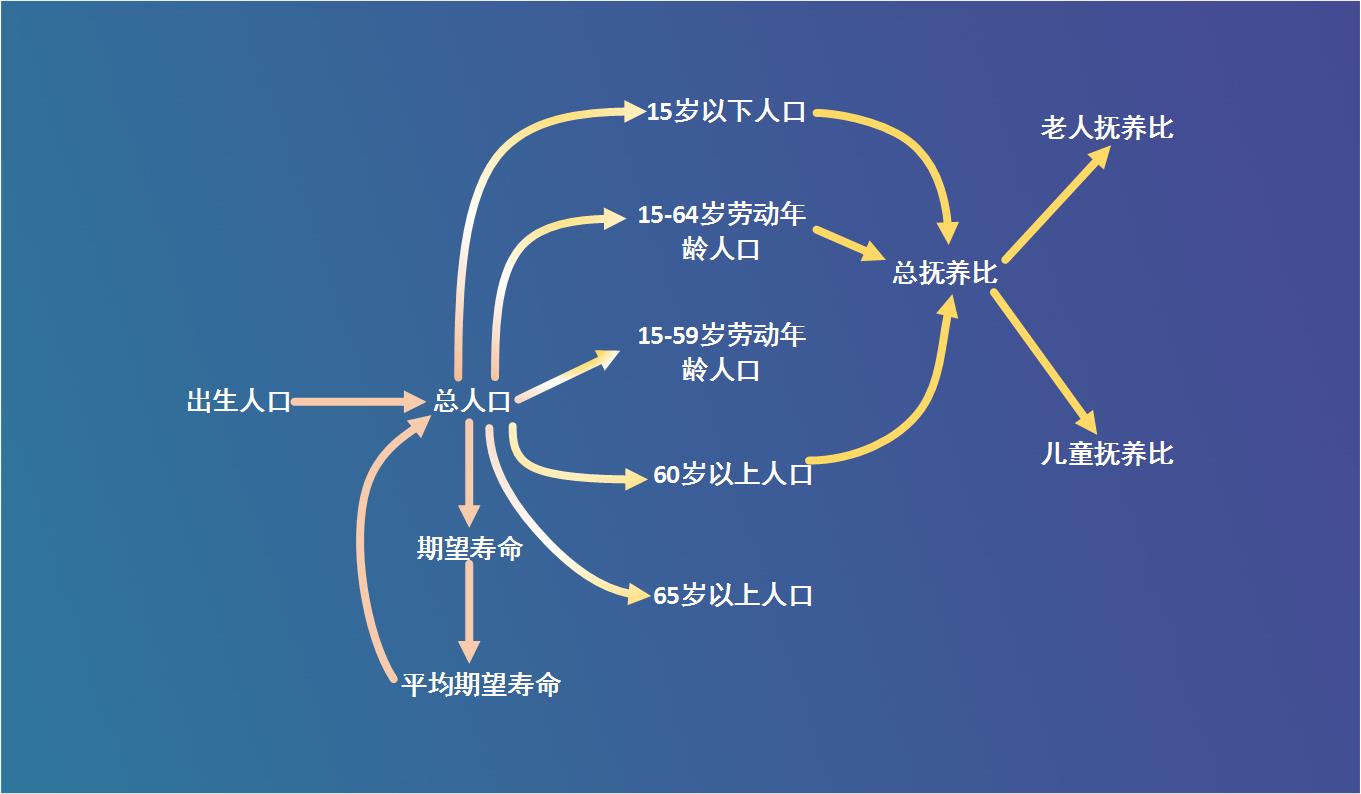 15岁以下人口
老人抚养比
15-64岁劳动年
龄人口
总抚养比
15-59岁劳动年
龄人口
出生人口
总人口
儿童抚养比
60岁以上人口
期望寿命
65岁以上人口
平均期望寿命